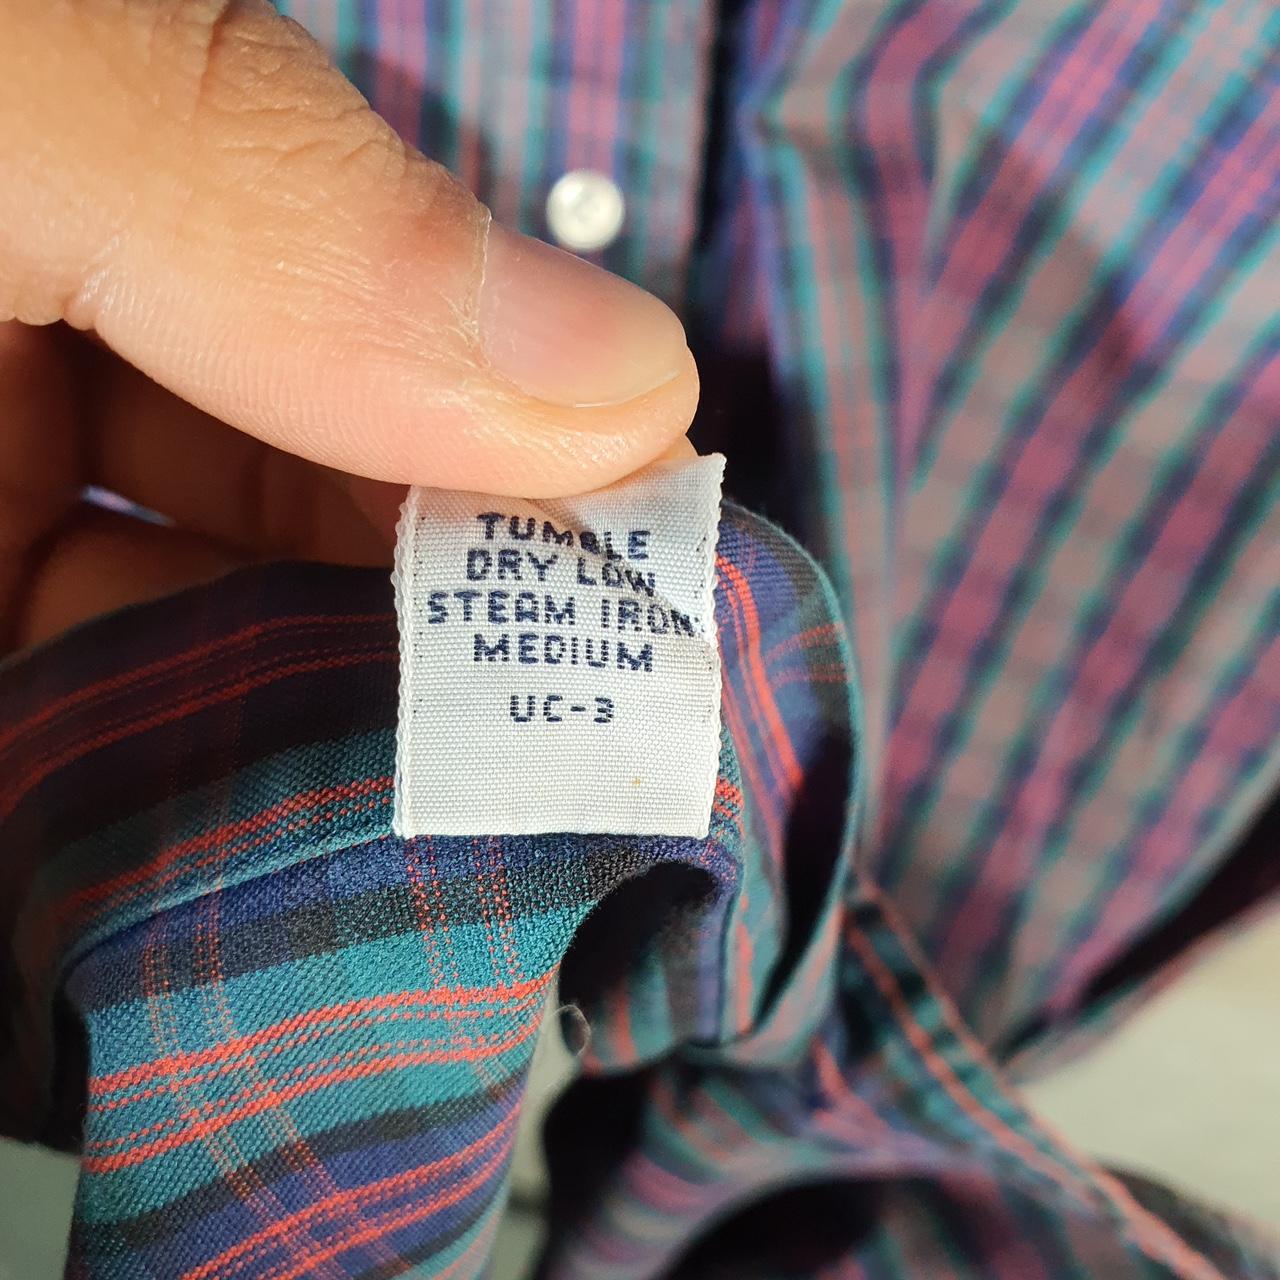 TUMBLE
DRY LOW
STEAM IRON:
MEDIUM
UC-3